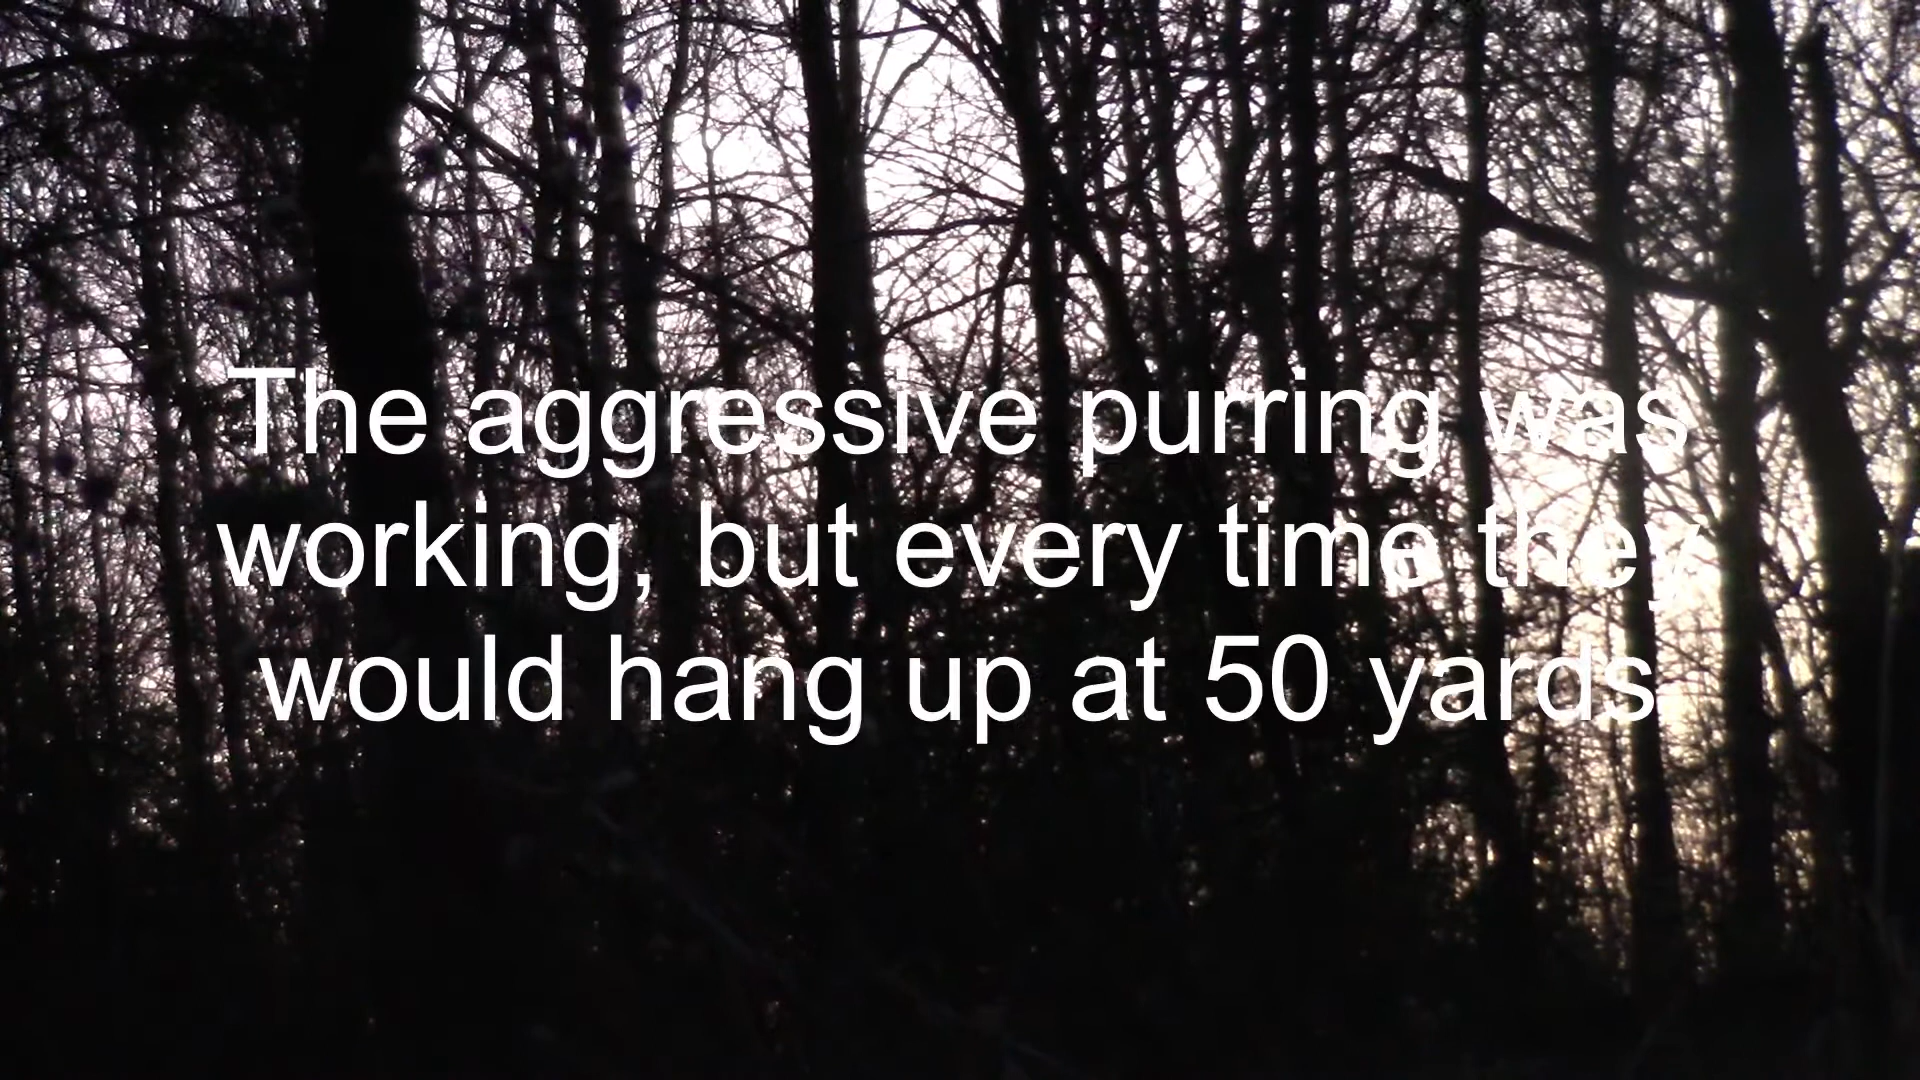 The aggressive purring was
working, but every time they
would hang up at 50 yards